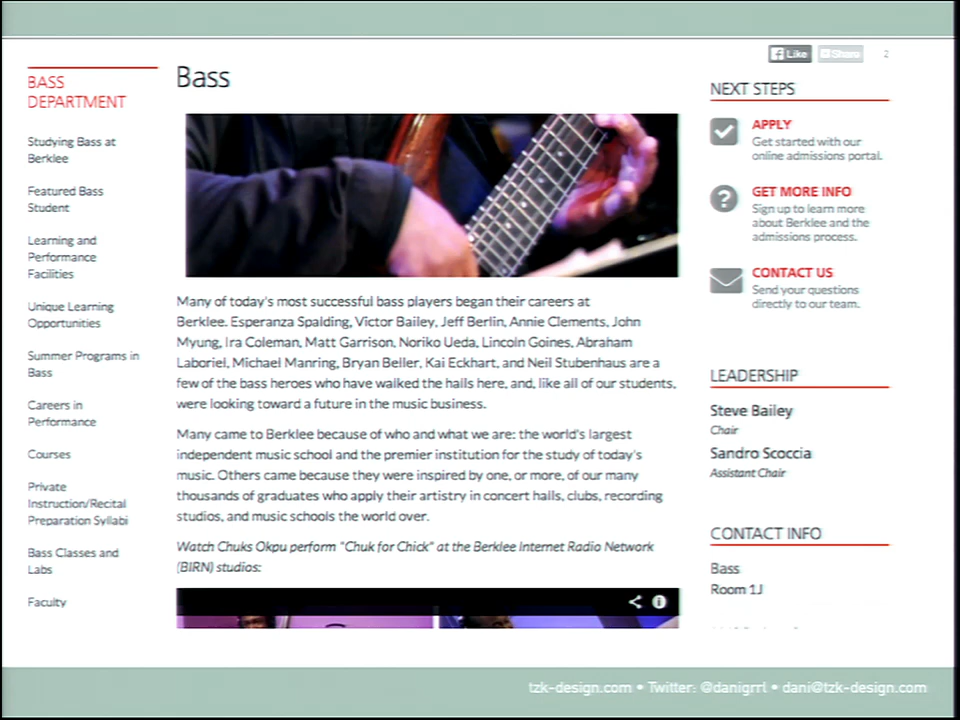 Like
Share
2
BASS
DEPARTMENT
Studying Bass at
Berklee
Featured Bass
Student
Learning and
Performance
Facilities
Unique Learning
Opportunities
Summer Programs in
Bass
Careers in
Performance
Courses
Private
Instruction/Recital
Preparation Syllabi
Bass Classes and
Labs
Faculty
Bass
Many of today's most successful bass players began their careers at
Berklee. Esperanza Spalding, Victor Bailey, Jeff Berlin, Annie Clements, John
Myung, Ira Coleman, Matt Garrison, Noriko Ueda, Lincoln Goines, Abraham
Laboriel, Michael Manring, Bryan Beller, Kai Eckhart, and Neil Stubenhaus are a
few of the bass heroes who have walked the halls here, and, like all of our students,
were looking toward a future in the music business.
Many came to Berklee because of who and what we are: the world's largest
independent music school and the premier institution for the study of today's
music. Others came because they were inspired by one, or more, of our many
thousands of graduates who apply their artistry in concert halls, clubs, recording
studios, and music schools the world over.
Watch Chuks Okpu perform "Chuk for Chick" at the Berklee Internet Radio Network
(BIRN) studios:
NEXT STEPS
APPLY
Get started with our
online admissions portal.
GET MORE INFO
Sign up to learn more
about Berklee and the
admissions process.
CONTACT US
Send your questions
directly to our team.
LEADERSHIP
Steve Bailey
Chair
Sandro Scoccia
Assistant Chair
CONTACT INFO
Bass
Room 1J
tzk-design.com • Twitter: @danigrrl • dani@tzk-design.com